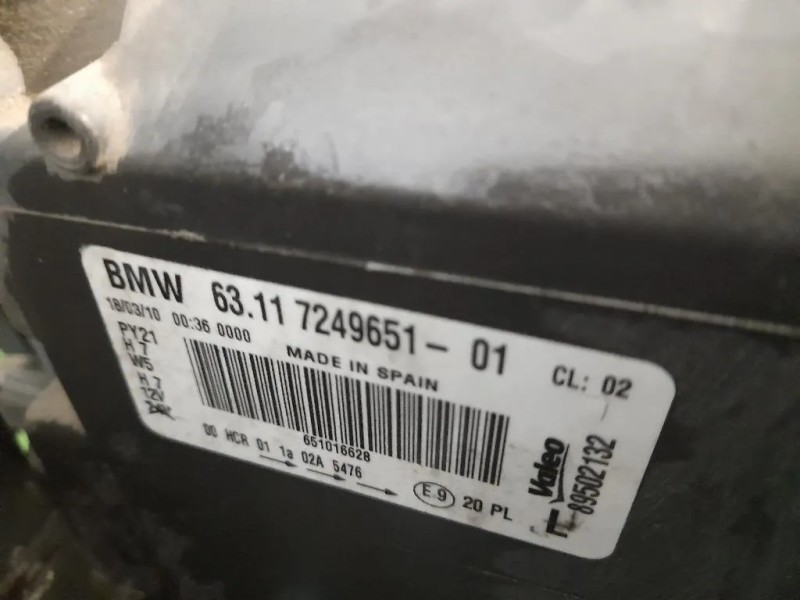 BMW 63.11 7249651 - 01 CL: 02
18/03/10 00:36 0000
MADE IN SPAIN
PY21
H 7
W5
H 7
12V
24V
651016628
00 HCR 01 1a 02A 5476
E 9 20 PL
Valeo
L 89502132